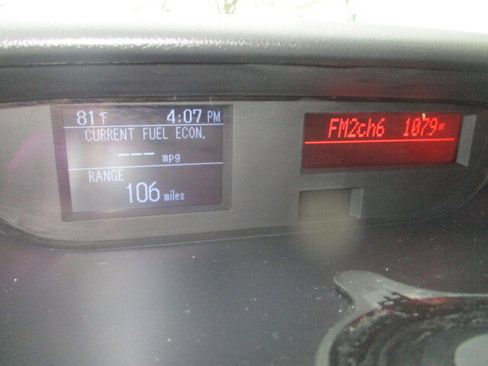 81°F 4:07 PM
CURRENT FUEL ECON.
--- mpg
RANGE
106 miles
FM2ch6 1079